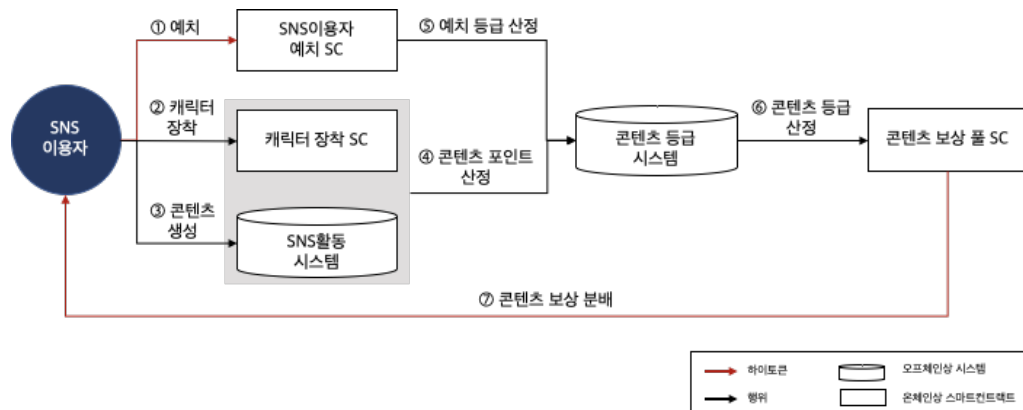 ① 예치
SNS이용자
예치 SC
⑤ 예치 등급 산정
SNS
이용자
② 캐릭터
장착
캐릭터 장착 SC
④ 콘텐츠 포인트
산정
콘텐츠 등급
시스템
⑥ 콘텐츠 등급
산정
콘텐츠 보상 풀 SC
③ 콘텐츠
생성
SNS활동
시스템
⑦ 콘텐츠 보상 분배
하이토큰
오프체인상 시스템
행위
온체인상 스마트컨트랙트